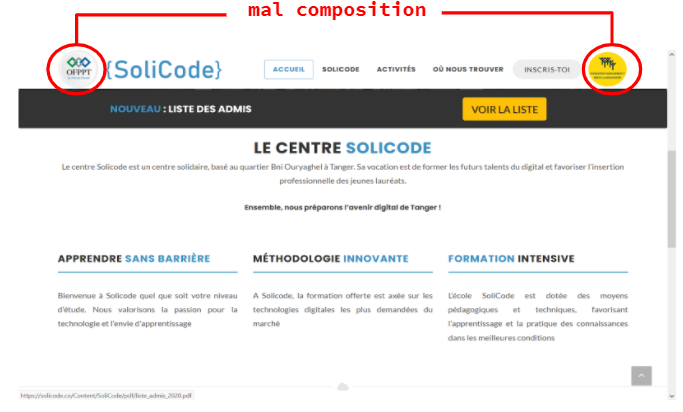 mal composition
OFPPT
{SoliCode}
ACCUEIL SOLICODE ACTIVITÉS OÙ NOUS TROUVER INSCRIS-TOI
NOUVEAU : LISTE DES ADMIS
VOIR LA LISTE
LE CENTRE SOLICODE
Le centre Solicode est un centre solidaire, basé au quartier Bni Ouryaghel à Tanger. Sa vocation est de former les futurs talents du digital et favoriser l'insertion
professionnelle des jeunes lauréats.
Ensemble, nous préparons l'avenir digital de Tanger !
APPRENDRE SANS BARRIÈRE
Bienvenue à Solicode quel que soit votre niveau
d'étude. Nous valorisons la passion pour la
technologie et l'envie d'apprentissage
MÉTHODOLOGIE INNOVANTE
A Solicode, la formation offerte est axée sur les
technologies digitales les plus demandées du
marché
FORMATION INTENSIVE
L'école SoliCode est dotée des moyens
pédagogiques et techniques, favorisant
l'apprentissage et la pratique des connaissances
dans les meilleures conditions
https://solicode.co/Content/SoliCode/pdf/liste_admis_2020.pdf